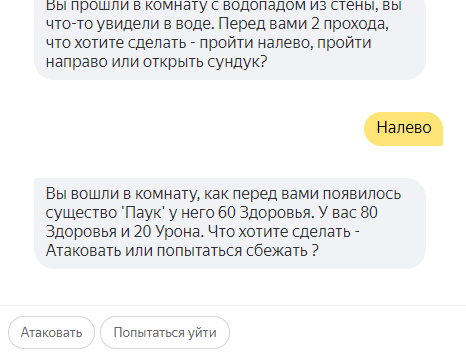 Вы прошли в комнату с водопадом из стены, вы
что-то увидели в воде. Перед вами 2 прохода,
что хотите сделать - пройти налево, пройти
направо или открыть сундук?
Налево
Вы вошли в комнату, как перед вами появилось
существо 'Паук' у него 60 Здоровья. У вас 80
Здоровья и 20 Урона. Что хотите сделать -
Атаковать или попытаться сбежать ?
Атаковать
Попытаться уйти